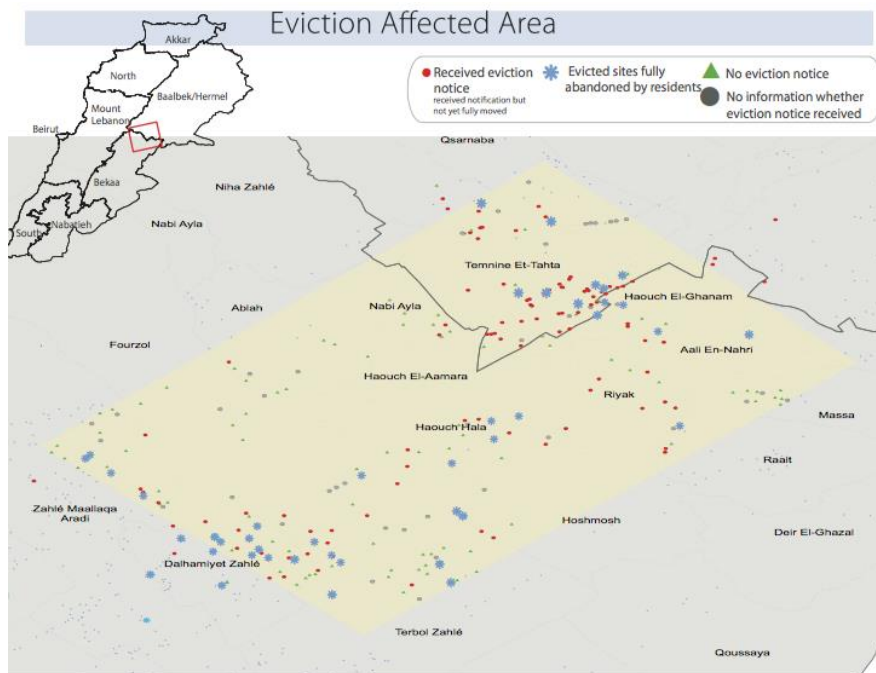 Eviction Affected Area
Akkar
North
Baalbek/Hermel
Mount
Lebanon
Beirut
Bekaa
Nabatieh
South
Received eviction
notice
received notification but
not yet fully moved
Evicted sites fully
abandoned by residents
No eviction notice
No information whether
eviction notice received
Qsarnaba
Niha Zahlé
Nabi Ayla
Temnine Et-Tahta
Haouch El-Ghanam
Ablah
Nabi Ayla
Fourzol
Aali En-Nahri
Haouch El-Aamara
Riyak
Massa
Haouch Hala
Raait
Zahlé Maallaqa
Aradi
Hoshmosh
Deir El-Ghazal
Dalhamiyet Zahlé
Terbol Zahlé
Qoussaya